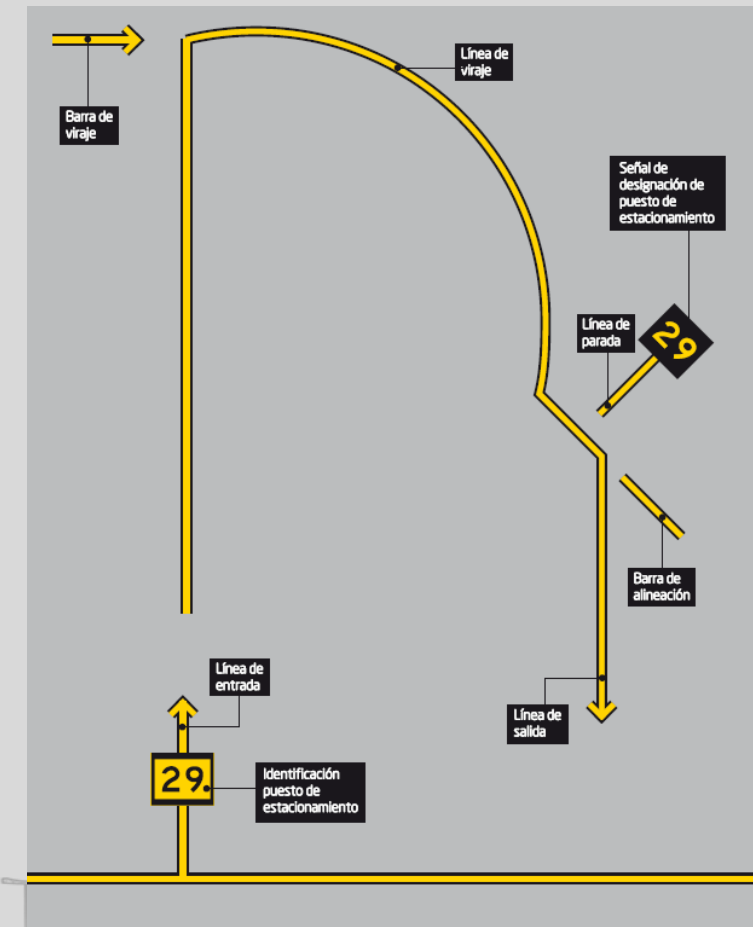 Línea de
viraje
Barra de
viraje
Señal de
designación de
puesto de
estacionamiento
Línea de
parada
29
Barra de
alineación
Línea de
entrada
Línea de
salida
29
Identificación
puesto de
estacionamiento